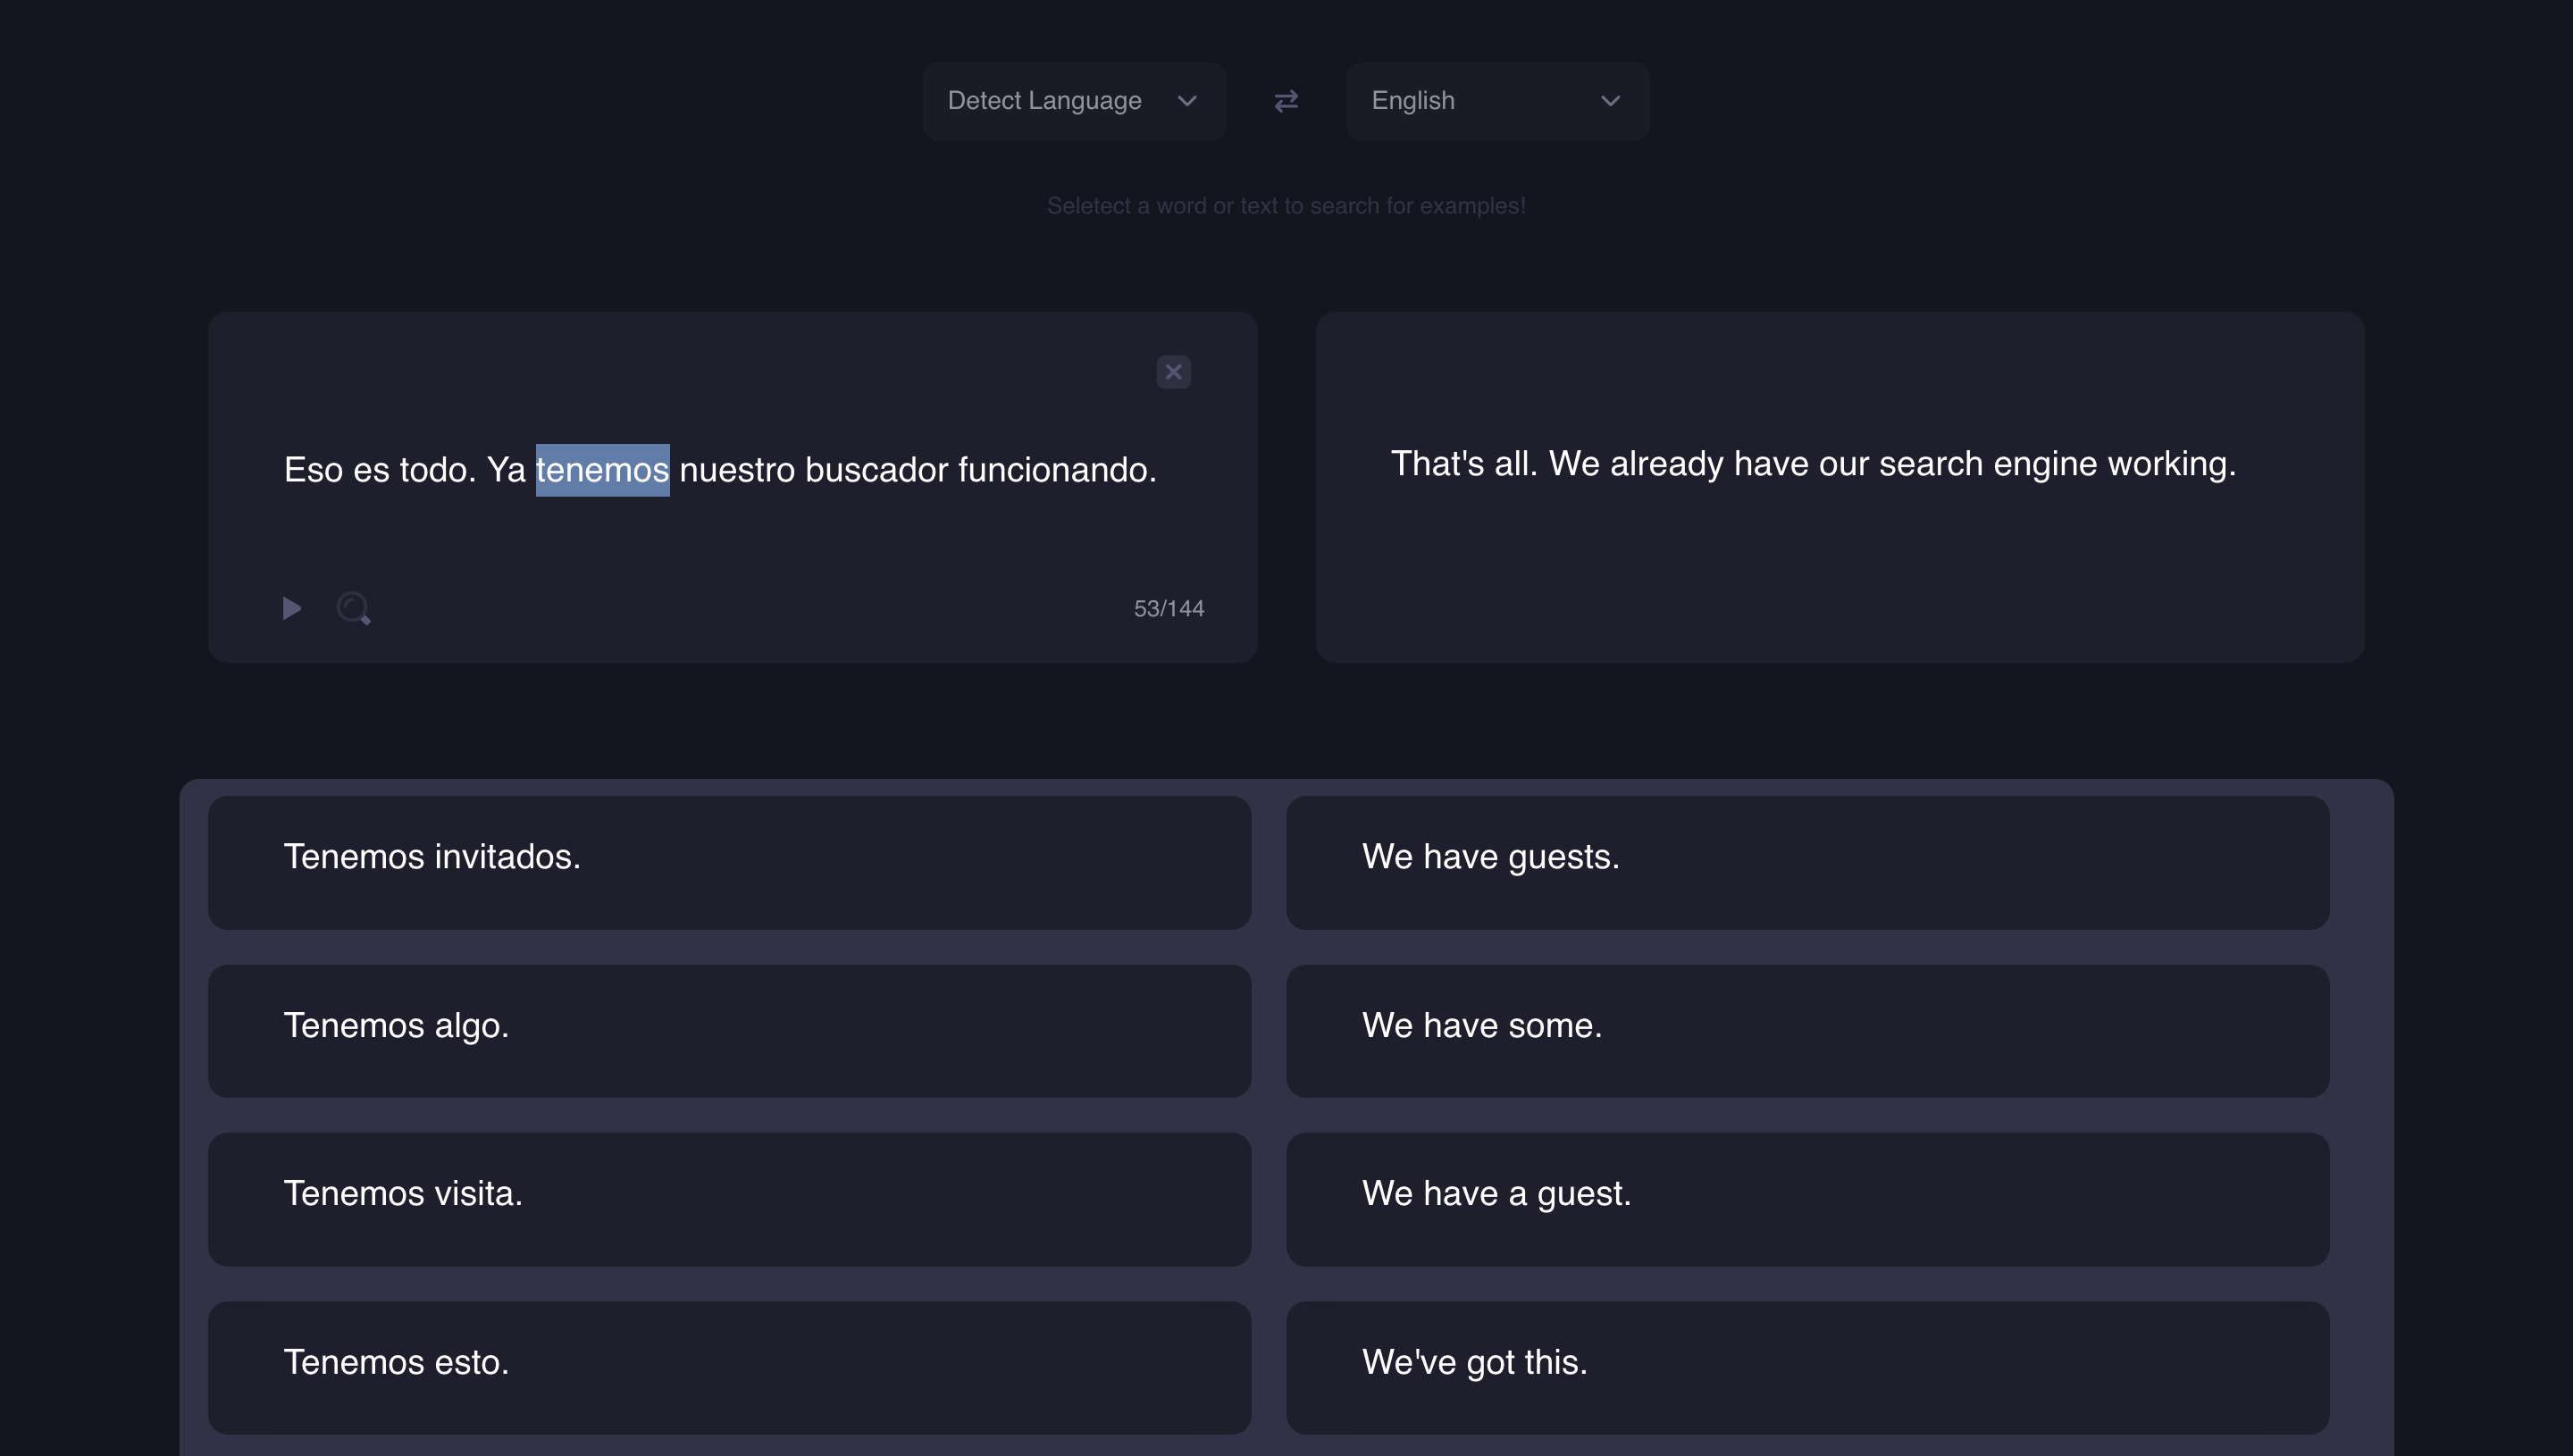 Detect Language
English
Seletect a word or text to search for examples!
Eso es todo. Ya tenemos nuestro buscador funcionando.
53/144
That's all. We already have our search engine working.
Tenemos invitados.
We have guests.
Tenemos algo.
We have some.
Tenemos visita.
We have a guest.
Tenemos esto.
We've got this.